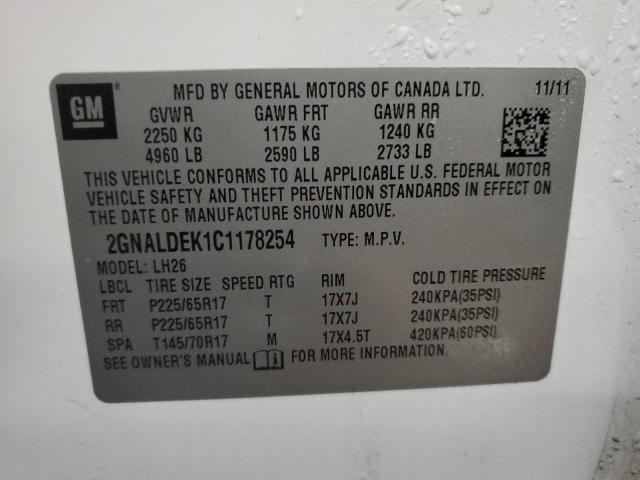 GM
MFD BY GENERAL MOTORS OF CANADA LTD. 11/11
GVWR GAWR FRT GAWR RR
2250 KG 1175 KG 1240 KG
4960 LB 2590 LB 2733 LB
THIS VEHICLE CONFORMS TO ALL APPLICABLE U.S. FEDERAL MOTOR
VEHICLE SAFETY AND THEFT PREVENTION STANDARDS IN EFFECT
ON THE DATE OF MANUFACTURE SHOWN ABOVE.
2GNALDEK1C1178254 TYPE: M.P.V.
MODEL: LH26
LBCL TIRE SIZE SPEED RTG RIM COLD TIRE PRESSURE
FRT P225/65R17 T 17X7J 240KPA(35PSI)
RR P225/65R17 T 17X7J 240KPA(35PSI)
SPA T145/70R17 M 17X4.5T 420KPA(60PSI)
SEE OWNER'S MANUAL FOR MORE INFORMATION.